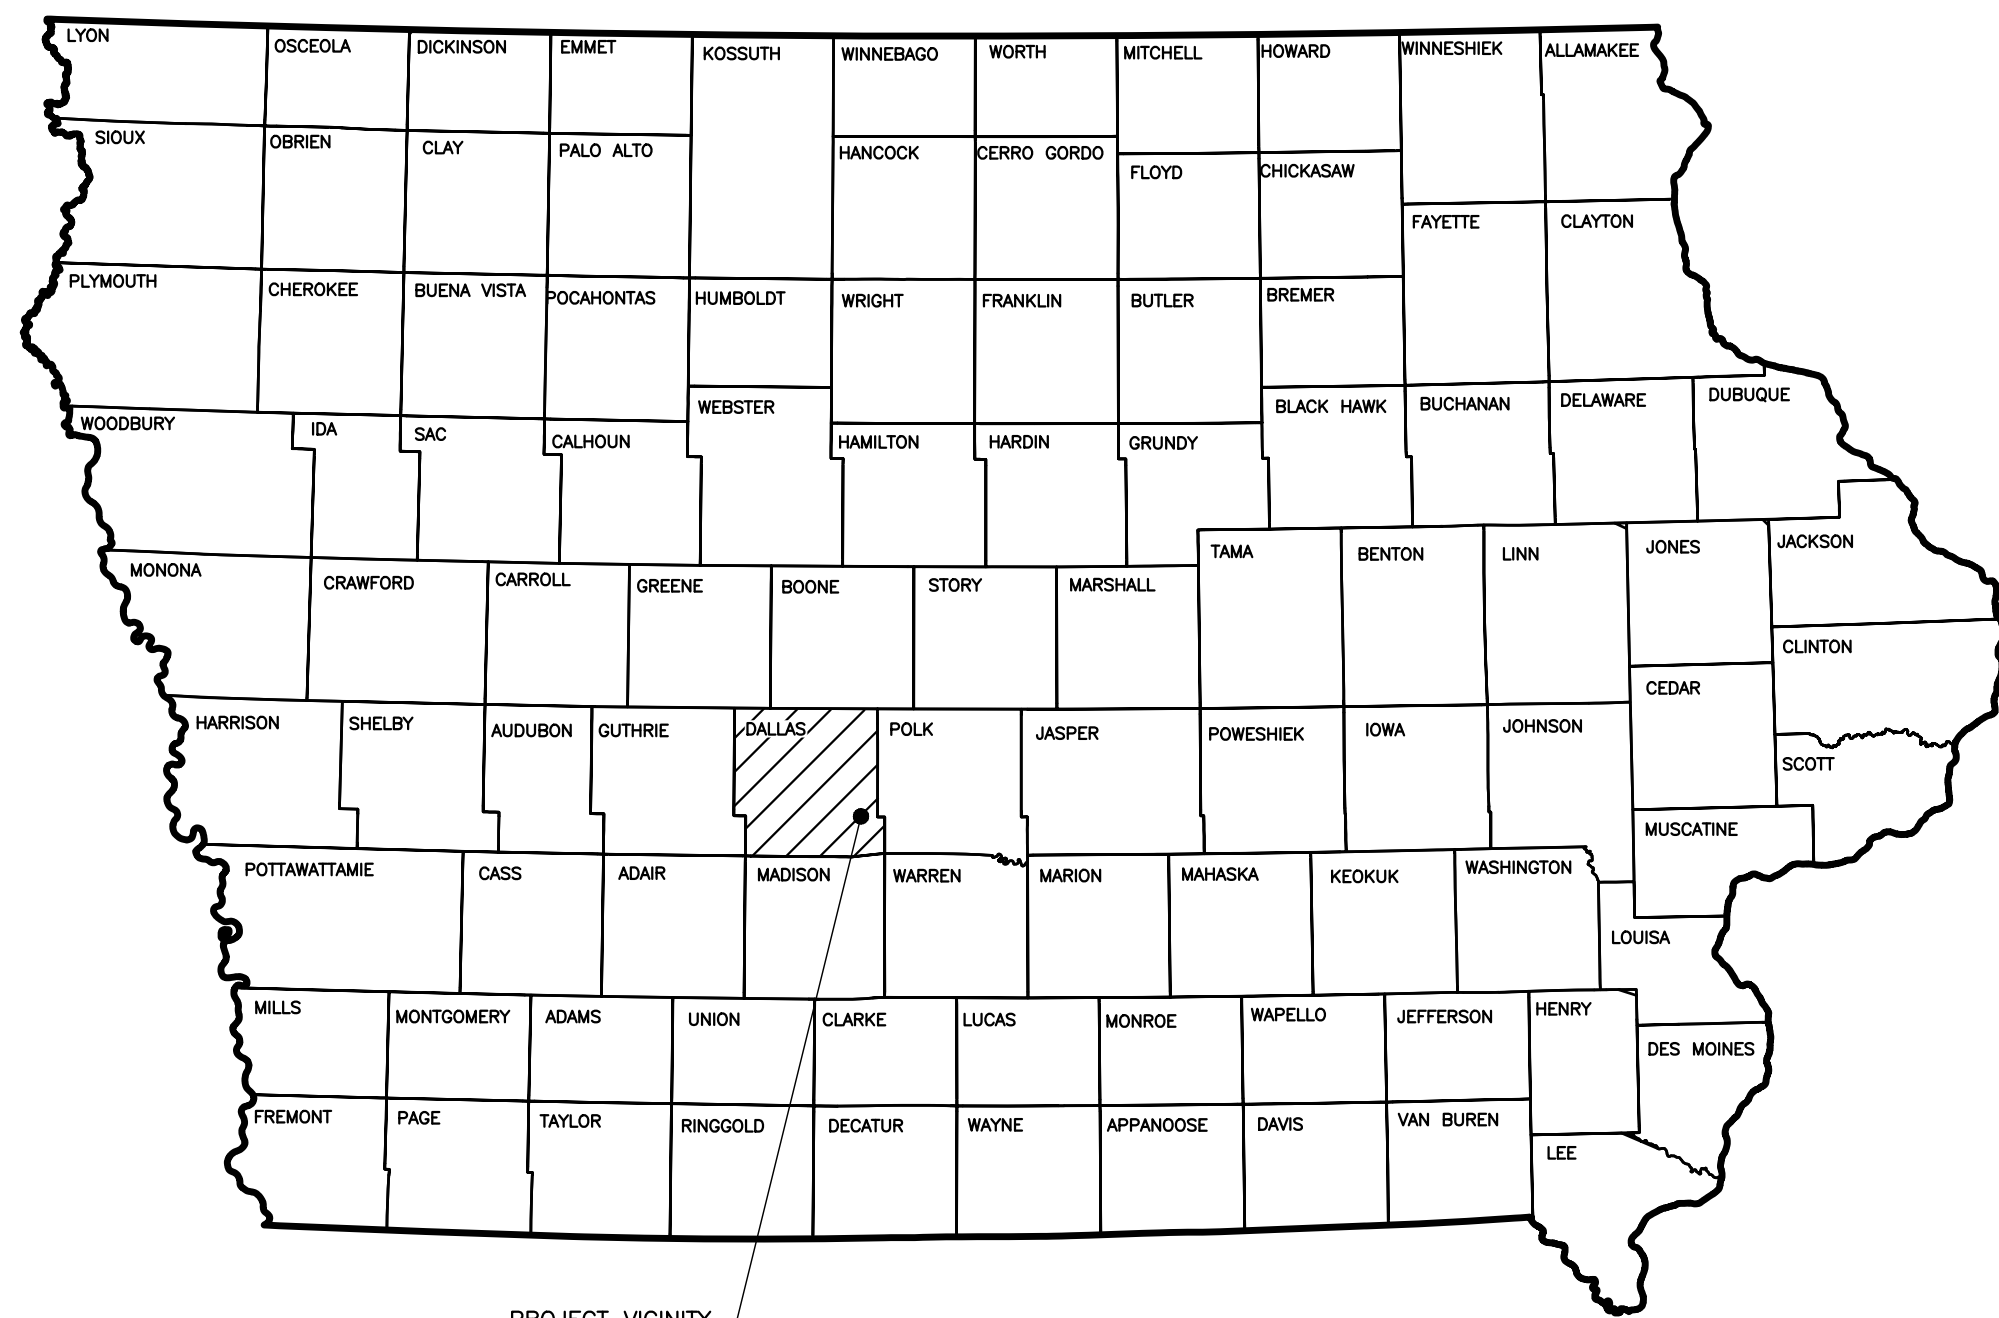 LYON
OSCEOLA
DICKINSON
EMMET
KOSSUTH
WINNEBAGO
WORTH
MITCHELL
HOWARD
WINNESHIEK
ALLAMAKEE
SIOUX
OBRIEN
CLAY
PALO ALTO
HANCOCK
CERRO GORDO
FLOYD
CHICKASAW
FAYETTE
CLAYTON
PLYMOUTH
CHEROKEE
BUENA VISTA
POCAHONTAS
HUMBOLDT
WRIGHT
FRANKLIN
BUTLER
BREMER
WOODBURY
IDA
SAC
CALHOUN
WEBSTER
HAMILTON
HARDIN
GRUNDY
BLACK HAWK
BUCHANAN
DELAWARE
DUBUQUE
MONONA
CRAWFORD
CARROLL
GREENE
BOONE
STORY
MARSHALL
TAMA
BENTON
LINN
JONES
JACKSON
CLINTON
CEDAR
HARRISON
SHELBY
AUDUBON
GUTHRIE
DALLAS
POLK
JASPER
POWESHIEK
IOWA
JOHNSON
SCOTT
MUSCATINE
POTTAWATTAMIE
CASS
ADAIR
MADISON
WARREN
MARION
MAHASKA
KEOKUK
WASHINGTON
LOUISA
MILLS
MONTGOMERY
ADAMS
UNION
CLARKE
LUCAS
MONROE
WAPELLO
JEFFERSON
HENRY
DES MOINES
FREMONT
PAGE
TAYLOR
RINGGOLD
DECATUR
WAYNE
APPANOOSE
DAVIS
VAN BUREN
LEE
PROJECT VICINITY